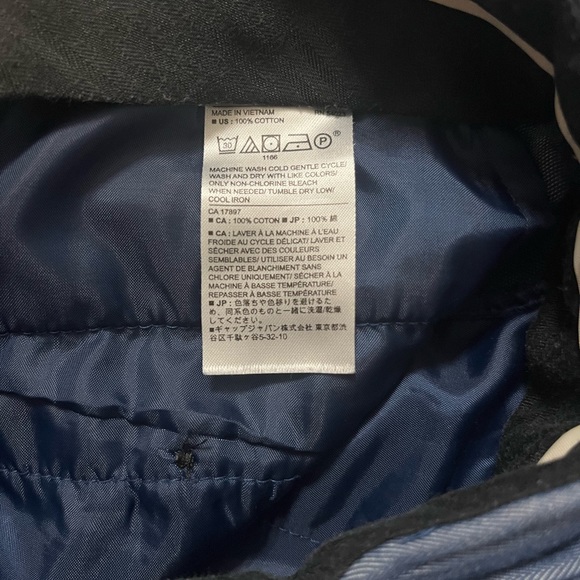 MADE IN VIETNAM
■ US : 100% COTTON
30 P ®
1166
MACHINE WASH COLD GENTLE CYCLE/
WASH AND DRY WITH LIKE COLORS/
ONLY NON-CHLORINE BLEACH
WHEN NEEDED/ TUMBLE DRY LOW/
COOL IRON
CA 17897
■ CA : 100% COTON ■ JP : 100% 綿
■ CA : LAVER À LA MACHINE À L'EAU
FROIDE AU CYCLE DÉLICAT/ LAVER ET
SÉCHER AVEC DES COULEURS
SEMBLABLES/ UTILISER AU BESOIN UN
AGENT DE BLANCHIMENT SANS
CHLORE UNIQUEMENT/ SÉCHER À LA
MACHINE À BASSE TEMPÉRATURE/
REPASSER À BASSE TEMPÉRATURE
■ JP : 色落ちや色移りを避けるた
め、同系色のものと一緒に洗濯/乾燥
してください。
■ギャップジャパン株式会社 東京都渋
谷区千駄ヶ谷5-32-10